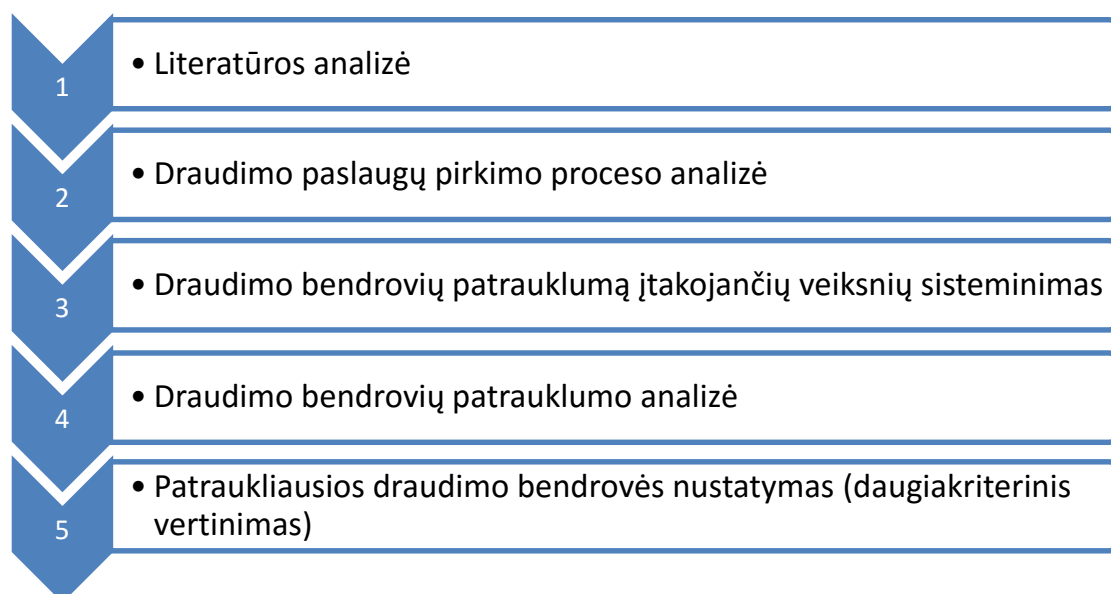 1
• Literatūros analizė
2
• Draudimo paslaugų pirkimo proceso analizė
3
• Draudimo bendrovių patrauklumą įtakojančių veiksnių sisteminimas
4
• Draudimo bendrovių patrauklumo analizė
5
• Patraukliausios draudimo bendrovės nustatymas (daugiakriterinis
vertinimas)